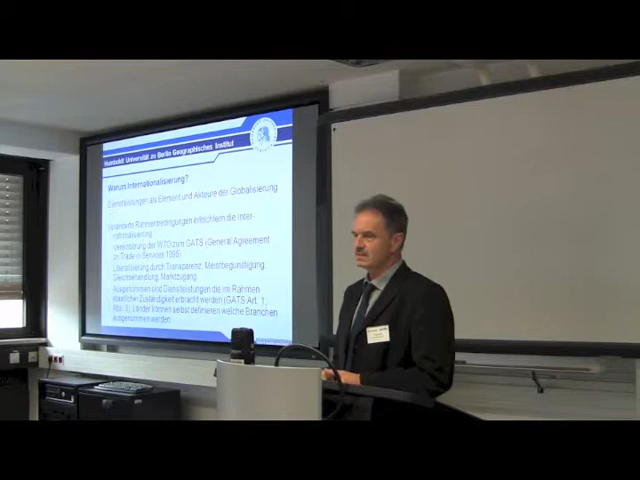 Humboldt Universität zu Berlin Geographisches Institut
Warum Internationalisierung?
Dienstleistungen als Element und Akteure der Globalisierung
Veränderte Rahmenbedingungen erleichtern die Inter-
nationalisierung
Vereinbarung der WTO zum GATS (General Agreement
on Trade in Services 1995)
Liberalisierung durch Transparenz, Meistbegünstigung,
Gleichbehandlung, Marktzugang
Ausgenommen sind Dienstleistungen die im Rahmen
staatlicher Zuständigkeit erbracht werden (GATS Art. 1,
Abs. 3). Länder können selbst definieren welche Branchen
ausgenommen werden